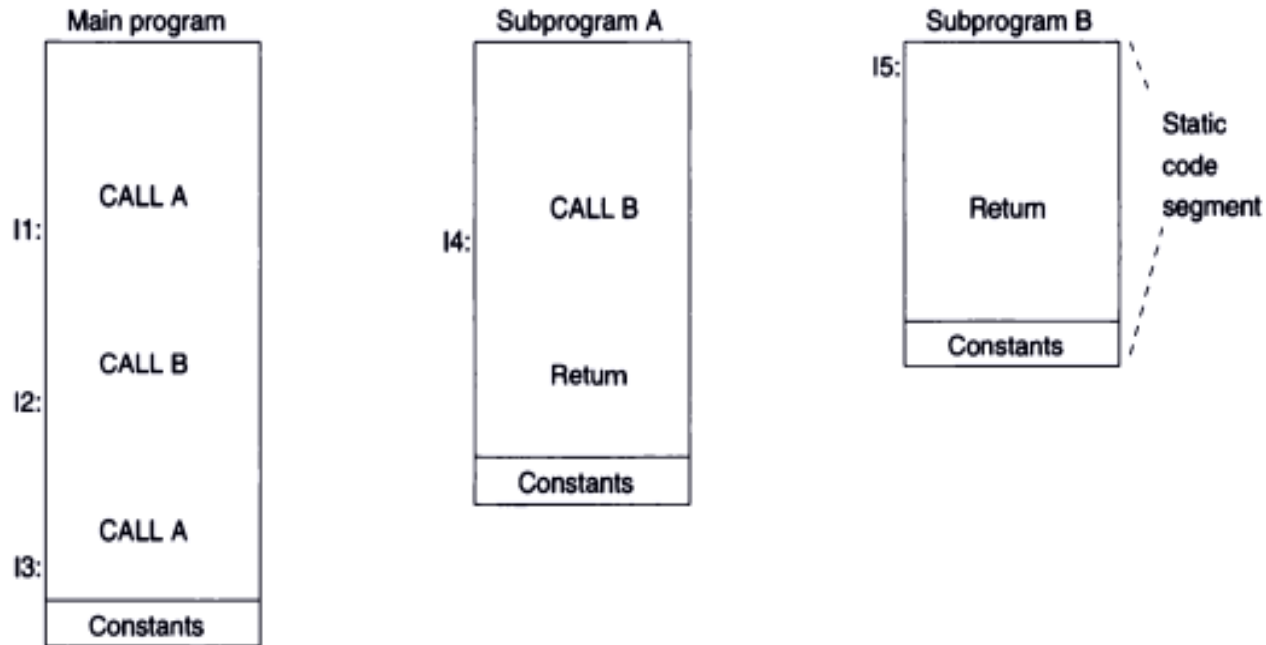 Main program
CALL A
I1:
CALL B
I2:
CALL A
I3:
Constants
Subprogram A
CALL B
I4:
Return
Constants
Subprogram B
I5:
Return
Constants
Static
code
segment